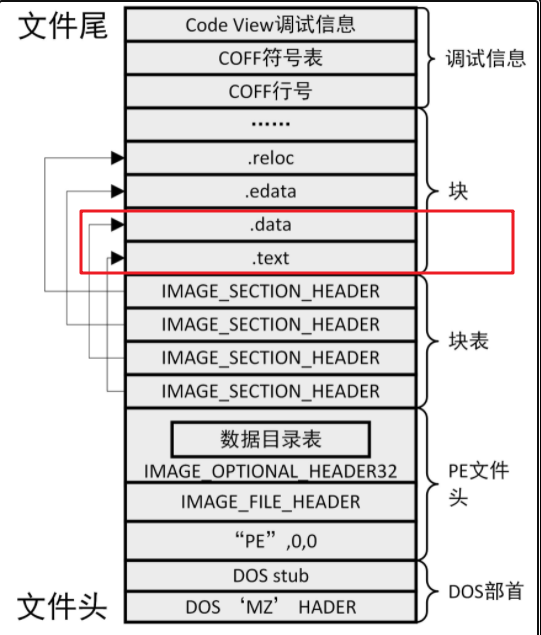 文件尾
Code View调试信息
COFF符号表
COFF行号
调试信息
……
.reloc
.edata
.data
.text
块
IMAGE_SECTION_HEADER
IMAGE_SECTION_HEADER
IMAGE_SECTION_HEADER
IMAGE_SECTION_HEADER
块表
数据目录表
IMAGE_OPTIONAL_HEADER32
IMAGE_FILE_HEADER
“PE”,0,0
PE文件
头
DOS stub
DOS ‘MZ’ HADER
DOS部首
文件头